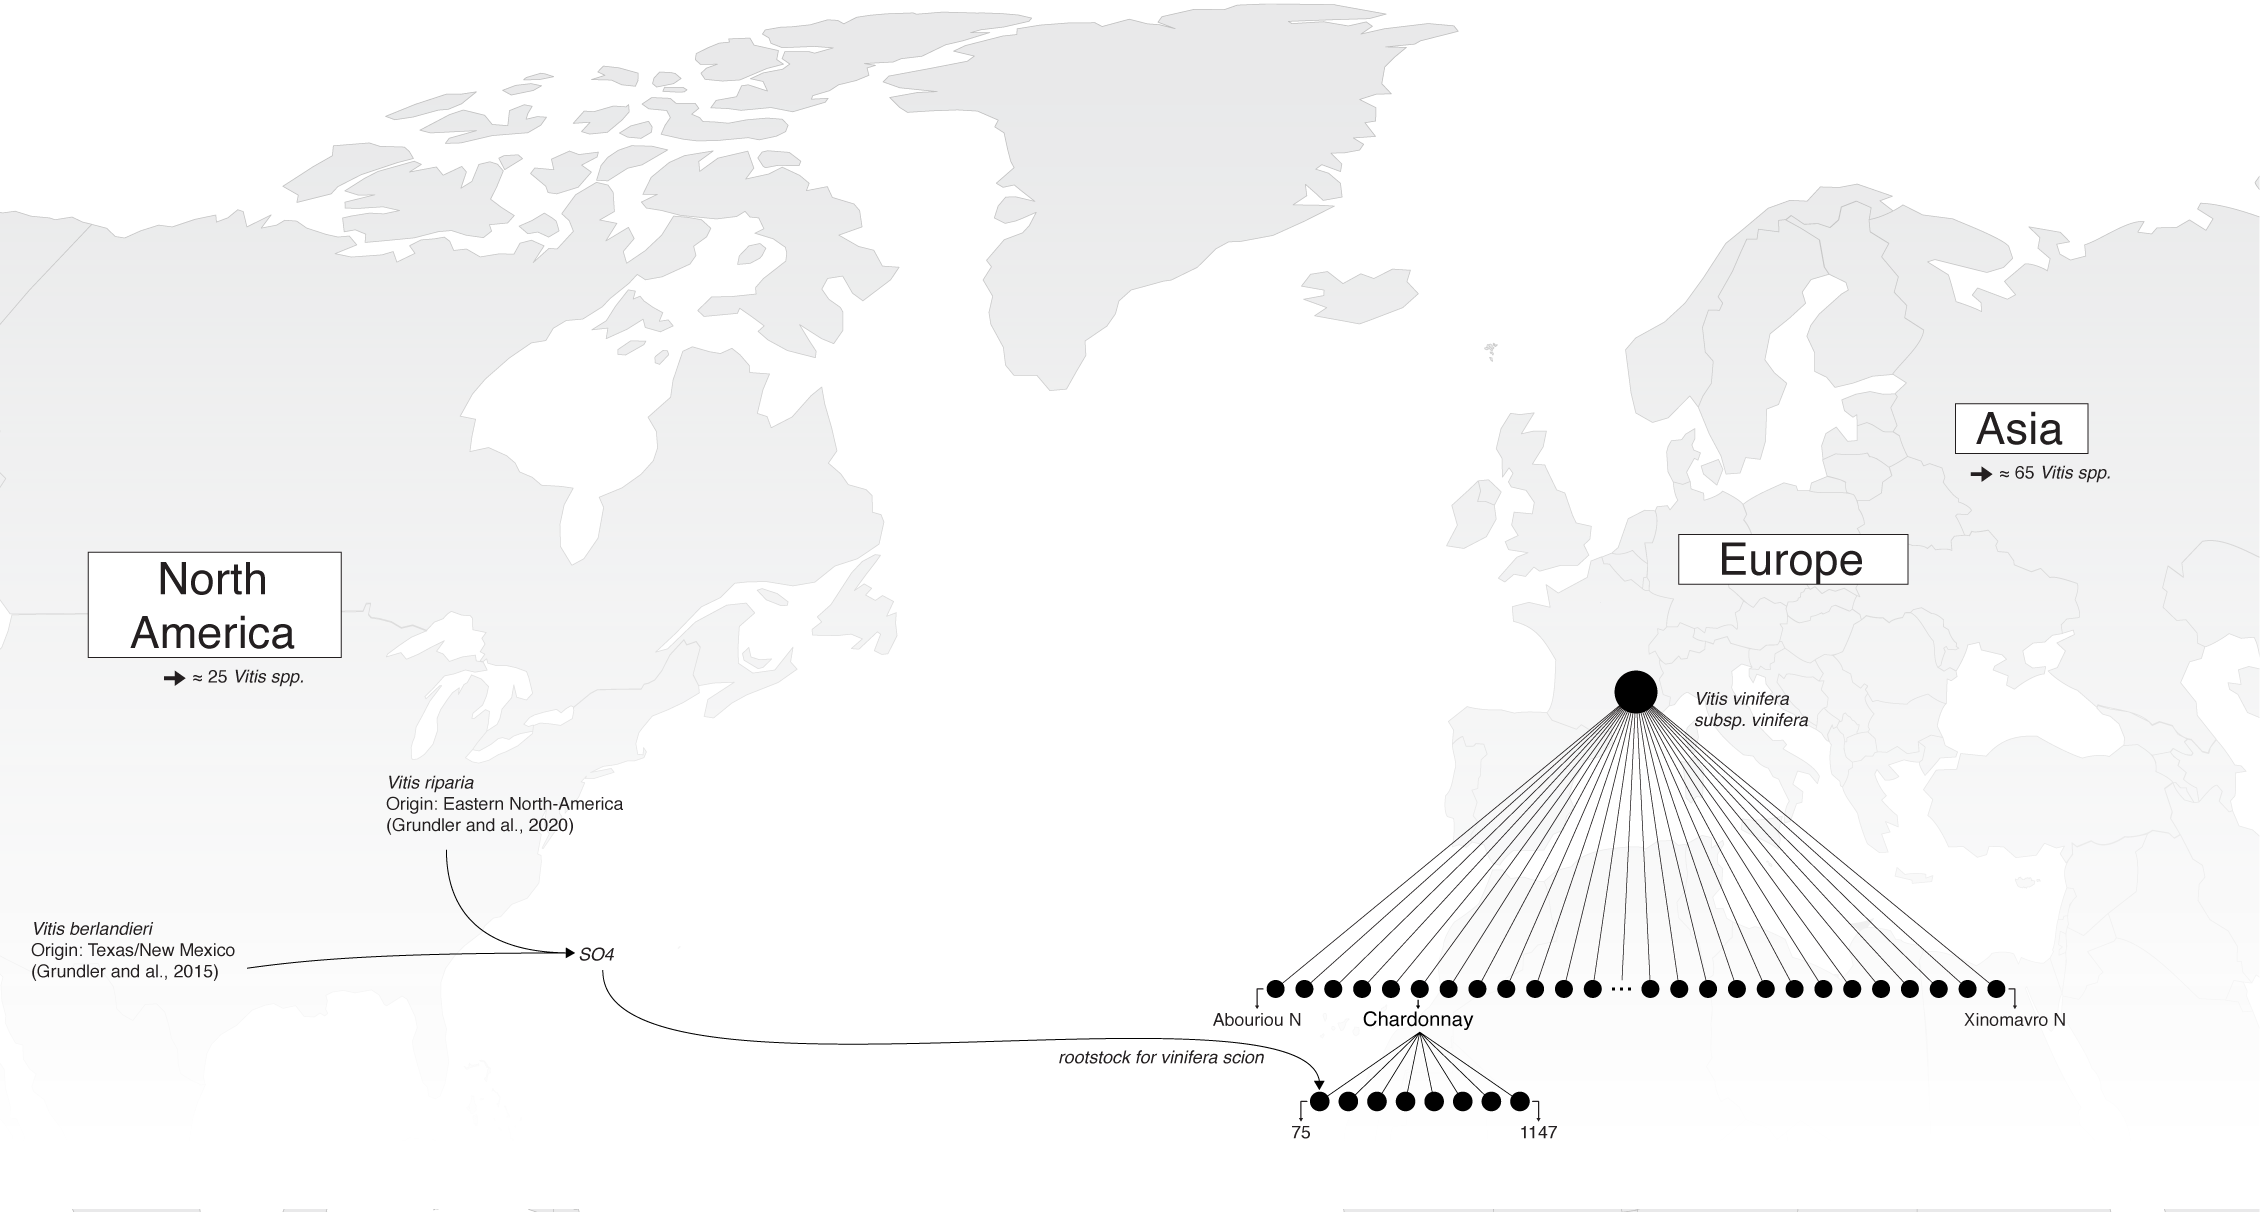 Asia
≈ 65 Vitis spp.
Europe
North
America
≈ 25 Vitis spp.
Vitis vinifera
subsp. vinifera
Vitis riparia
Origin: Eastern North-America
(Grundler and al., 2020)
Vitis berlandieri
Origin: Texas/New Mexico
(Grundler and al., 2015)
SO4
...
Abouriou N
Chardonnay
Xinomavro N
rootstock for vinifera scion
75
1147